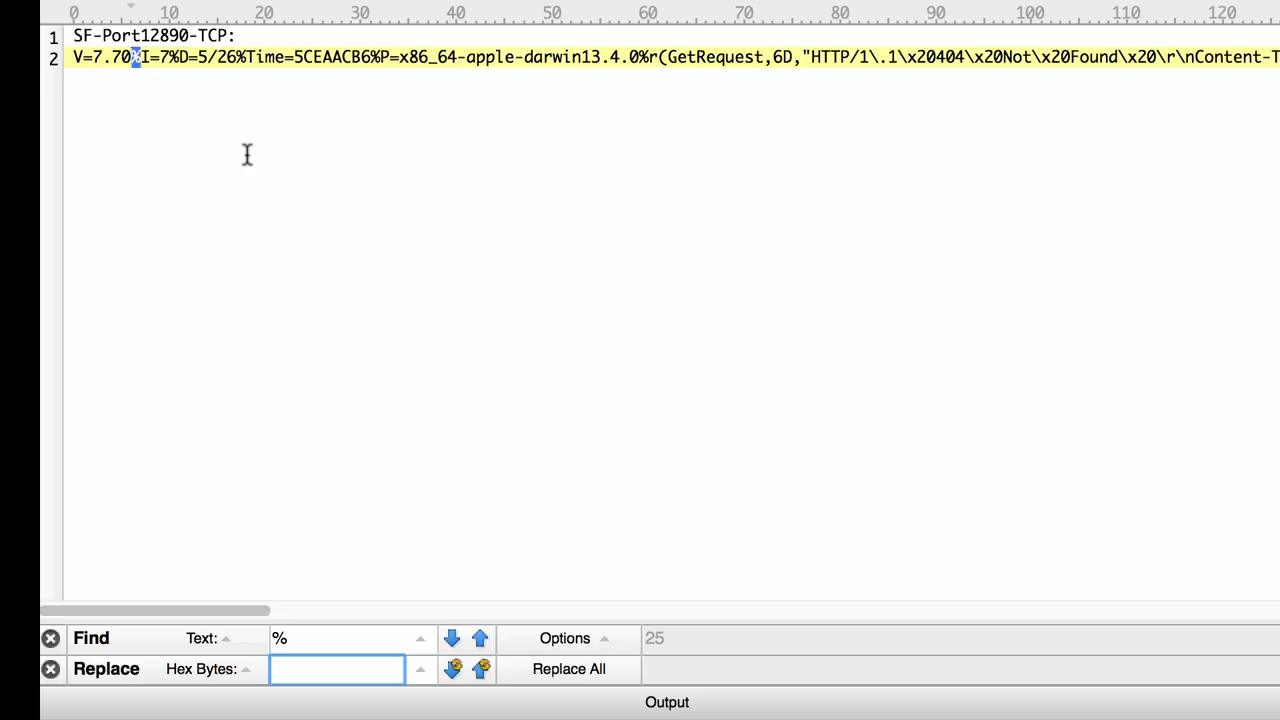 0 10 20 30 40 50 60 70 80 90 100 110 120
1 SF-Port12890-TCP:
2 V=7.70%I=7%D=5/26%Time=5CEAACB6%P=x86_64-apple-darwin13.4.0%r(GetRequest,6D,"HTTP/1\.1\x20404\x20Not\x20Found\x20\r\nContent-T
Find Text: % Options 25
Replace Hex Bytes: Replace All
Output